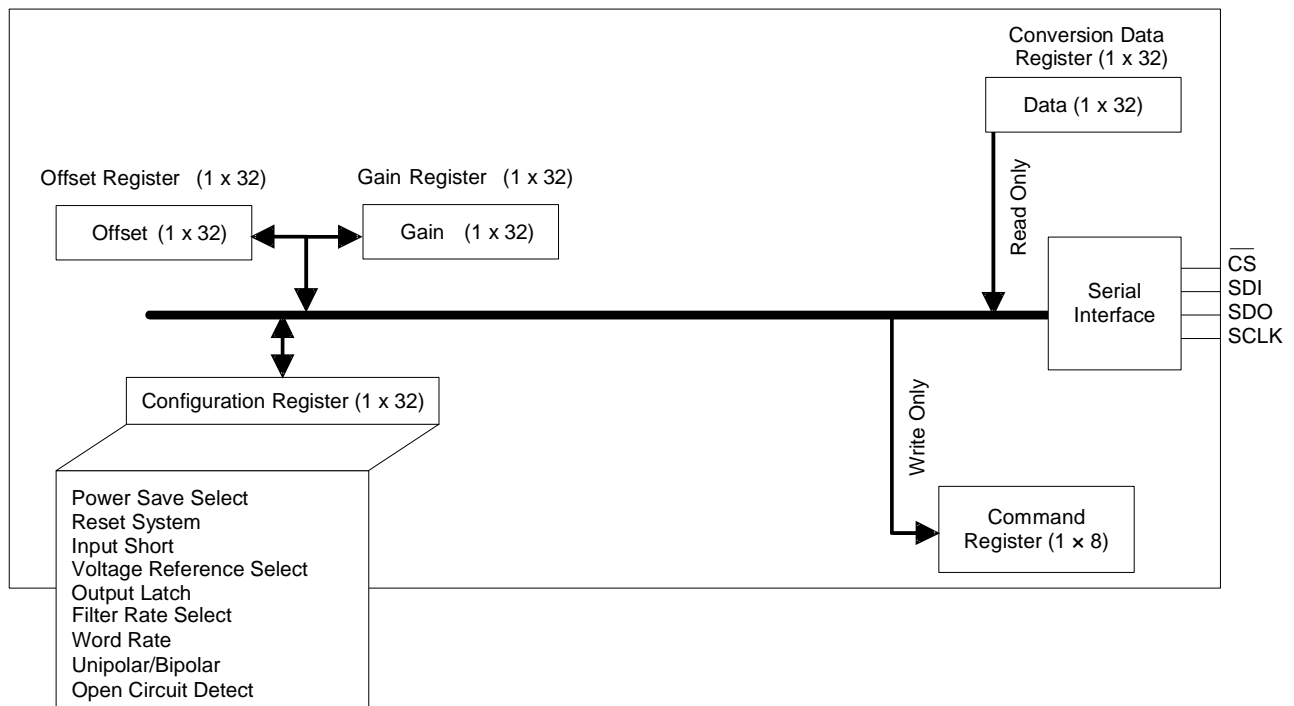 Conversion Data
Register (1 x 32)
Data (1 x 32)
Offset Register (1 x 32)
Gain Register (1 x 32)
Offset (1 x 32)
Gain (1 x 32)
Read Only
Serial
Interface
CS
SDI
SDO
SCLK
Configuration Register (1 x 32)
Write Only
Power Save Select
Reset System
Input Short
Voltage Reference Select
Output Latch
Filter Rate Select
Word Rate
Unipolar/Bipolar
Open Circuit Detect
Command
Register (1 × 8)